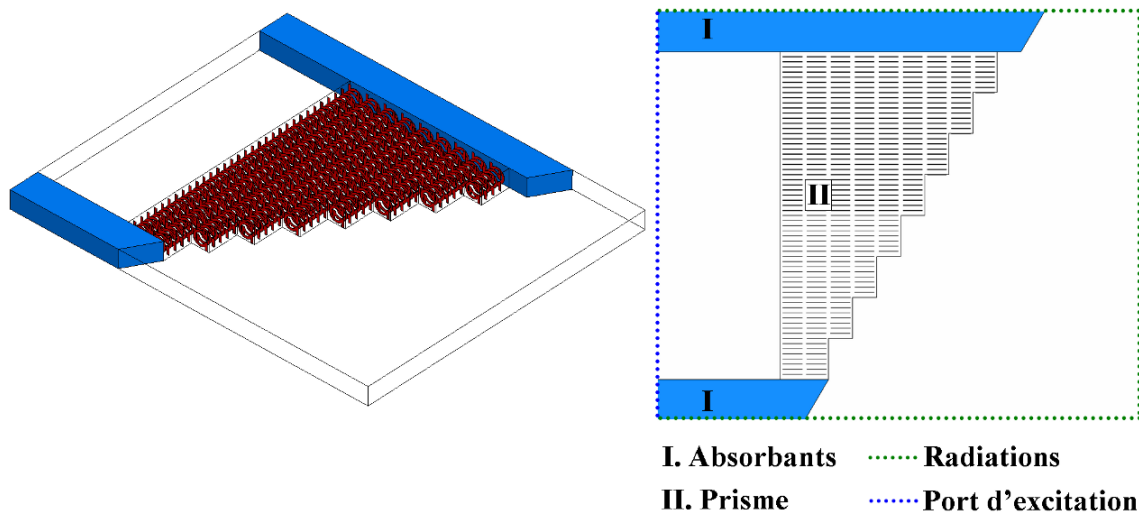 I
II
I
I. Absorbants
Radiations
II. Prisme
Port d'excitation